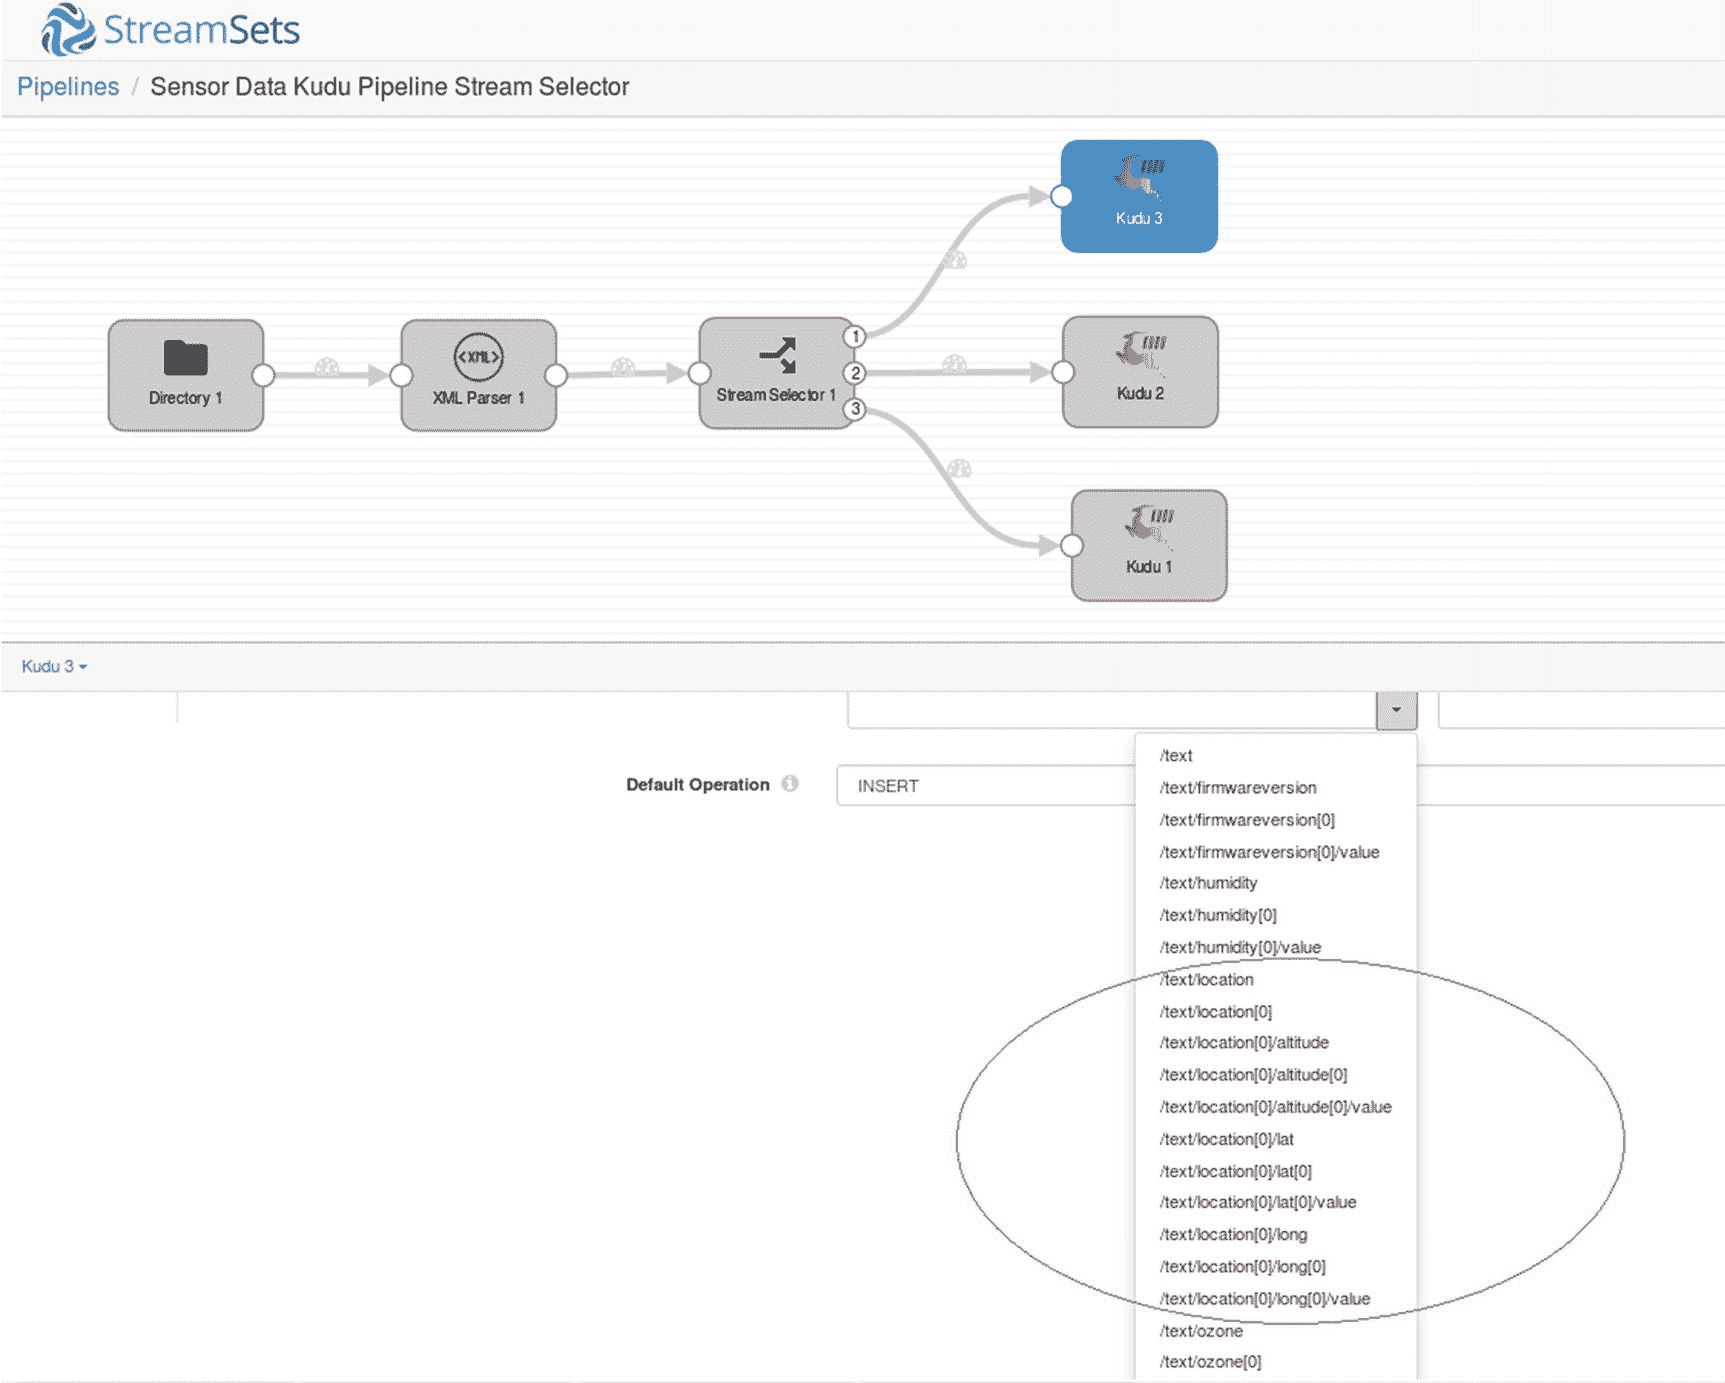 StreamSets
Pipelines / Sensor Data Kudu Pipeline Stream Selector
Kudu 3
1
Directory 1
<XML>
XML Parser 1
Stream Selector 1
2
Kudu 2
3
Kudu 1
Kudu 3
Default Operation
INSERT
/text
/text/firmwareversion
/text/firmwareversion[0]
/text/firmwareversion[0]/value
/text/humidity
/text/humidity[0]
/text/humidity[0]/value
/text/location
/text/location[0]
/text/location[0]/altitude
/text/location[0]/altitude[0]
/text/location[0]/altitude[0]/value
/text/location[0]/lat
/text/location[0]/lat[0]
/text/location[0]/lat[0]/value
/text/location[0]/long
/text/location[0]/long[0]
/text/location[0]/long[0]/value
/text/ozone
/text/ozone[0]